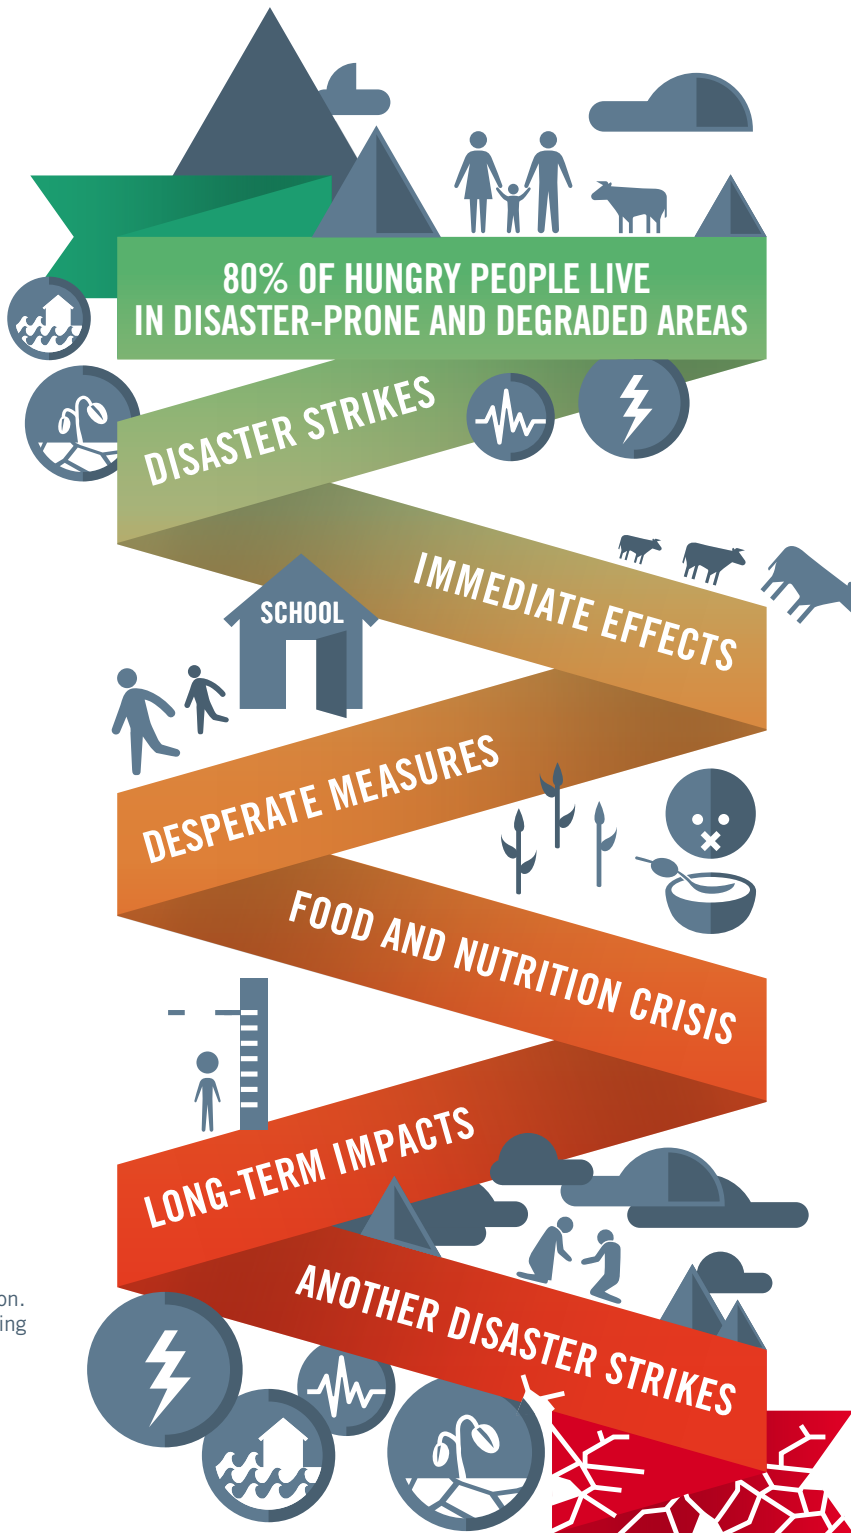 80% OF HUNGRY PEOPLE LIVE
IN DISASTER-PRONE AND DEGRADED AREAS
DISASTER STRIKES
IMMEDIATE EFFECTS
SCHOOL
DESPERATE MEASURES
FOOD AND NUTRITION CRISIS
LONG-TERM IMPACTS
ANOTHER DISASTER STRIKES
on.
ing